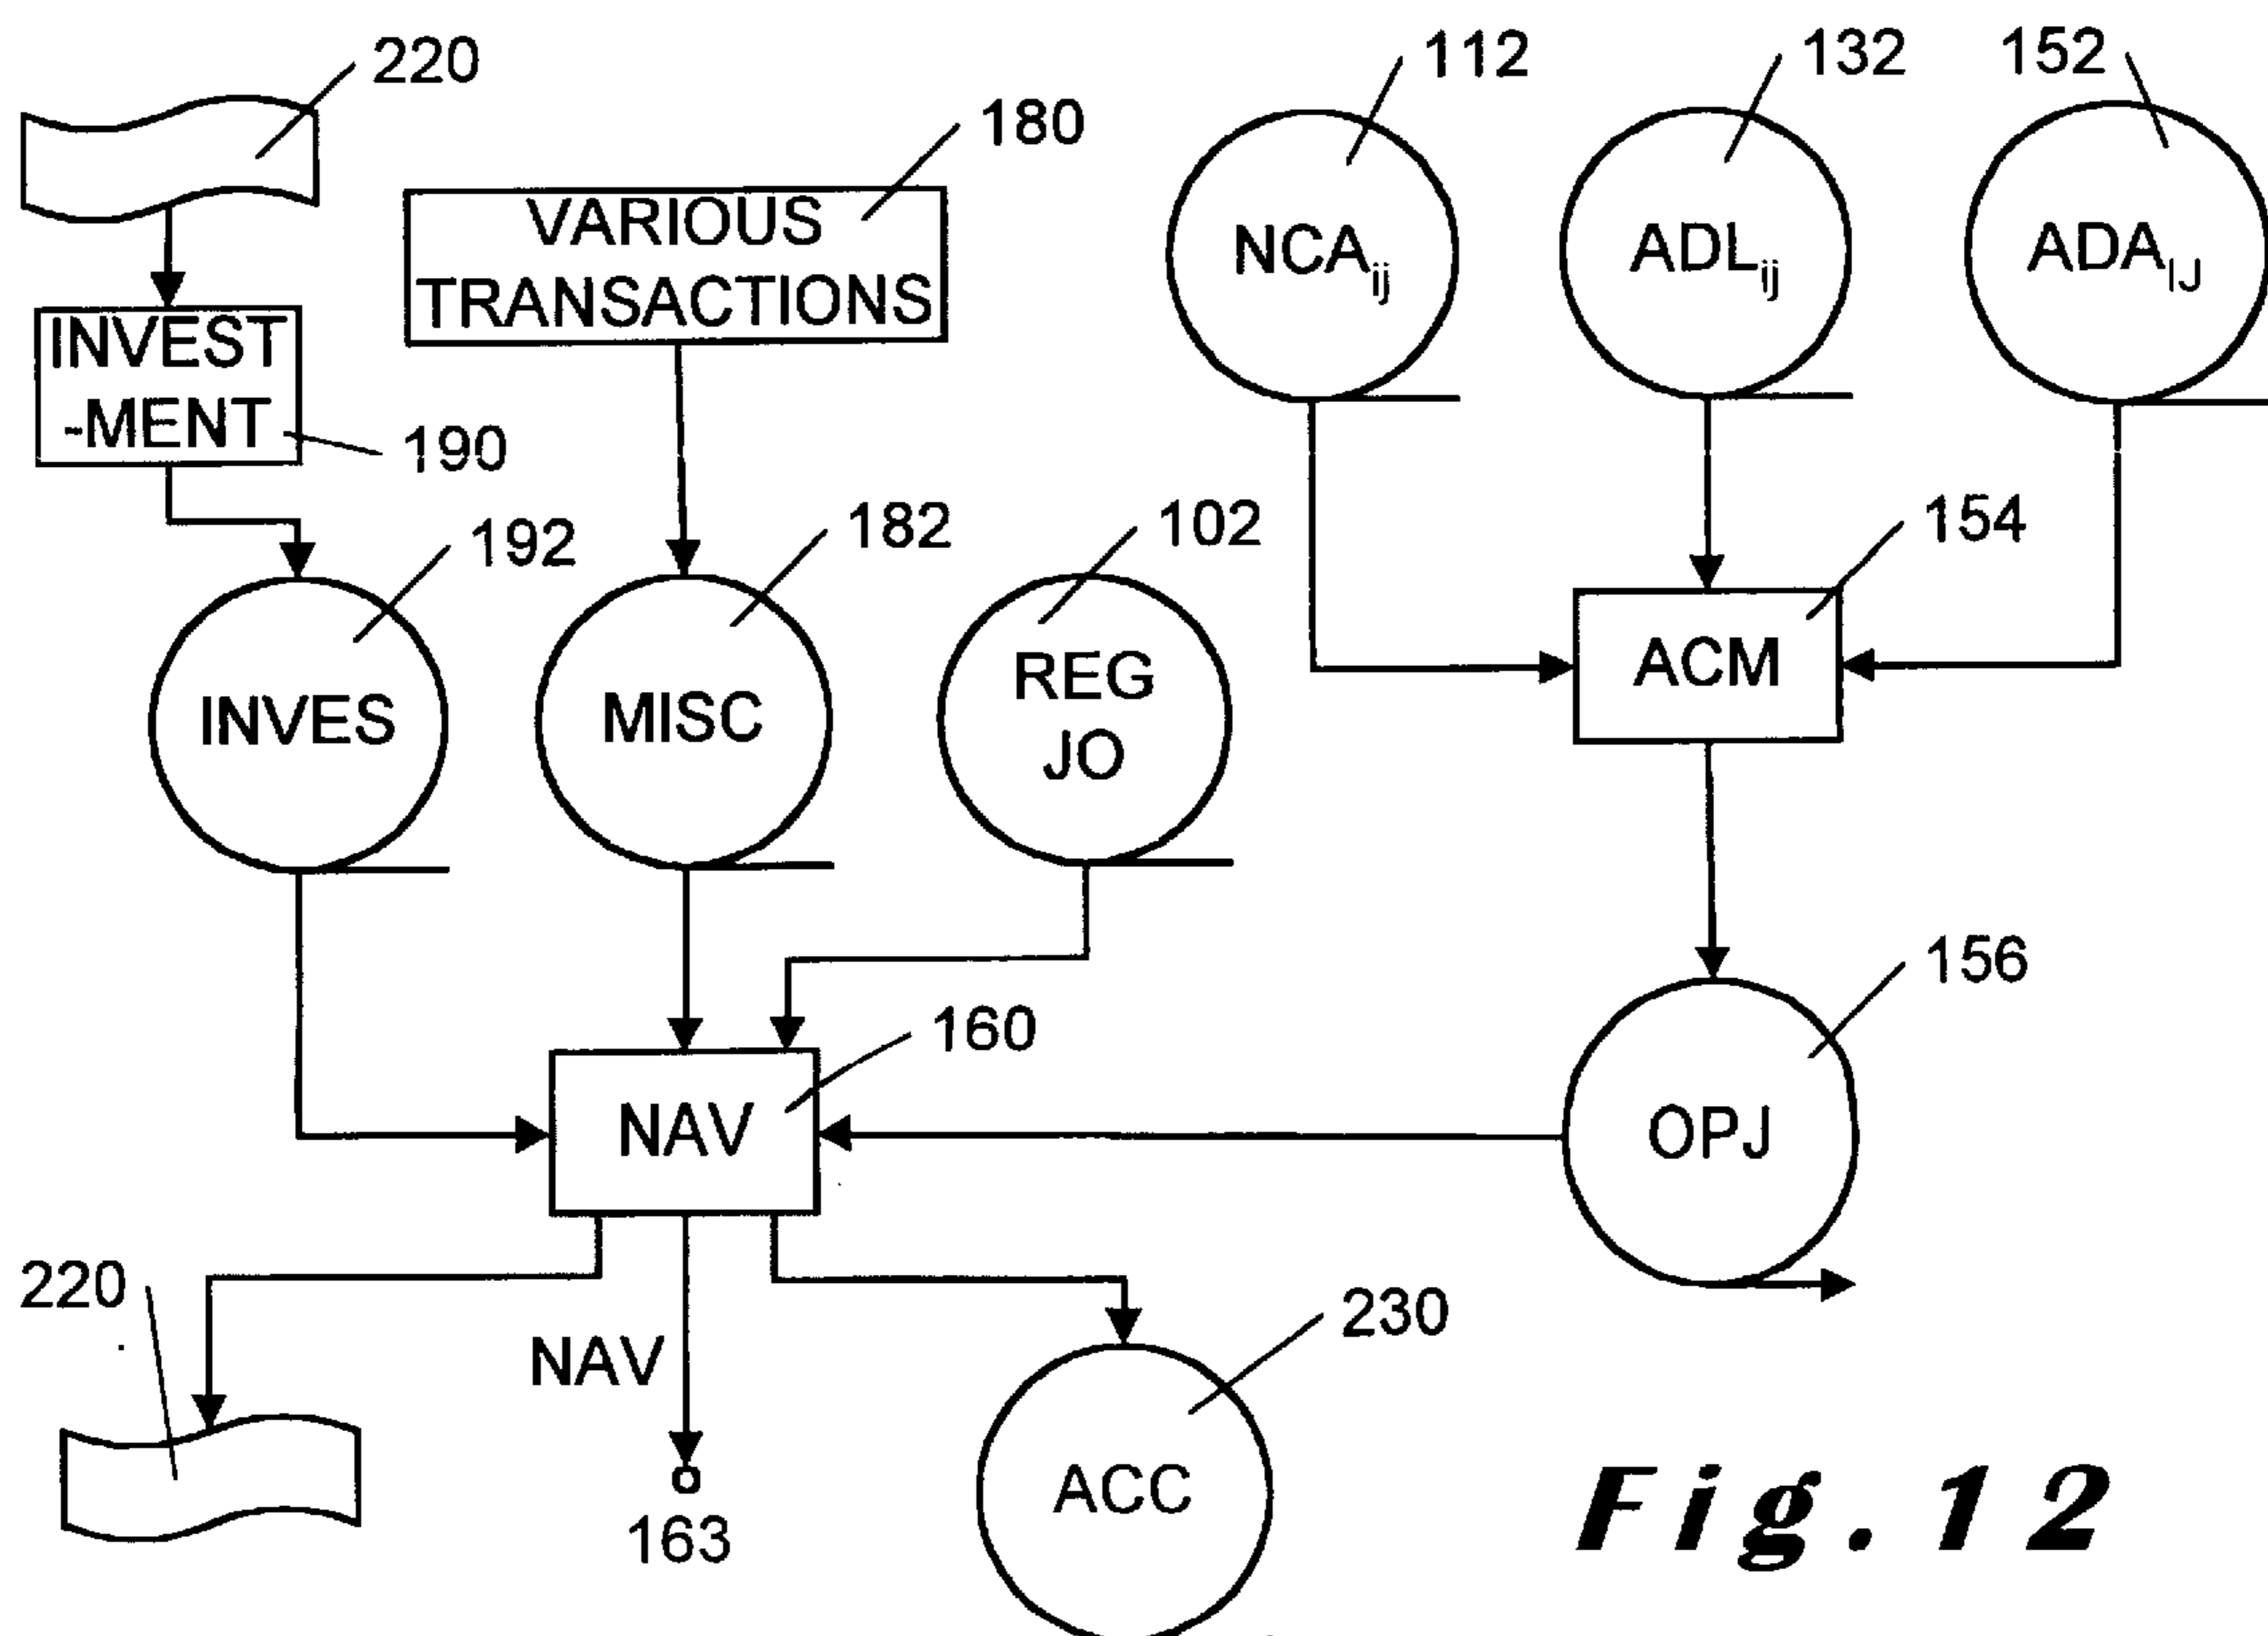 220
112
132
152
180
VARIOUS
TRANSACTIONS
NCAij
ADLij
ADAIJ
INVEST
-MENT
190
192
182
102
154
INVES
MISC
REG
JO
ACM
160
156
NAV
OPJ
220
NAV
230
163
ACC
Fig. 12